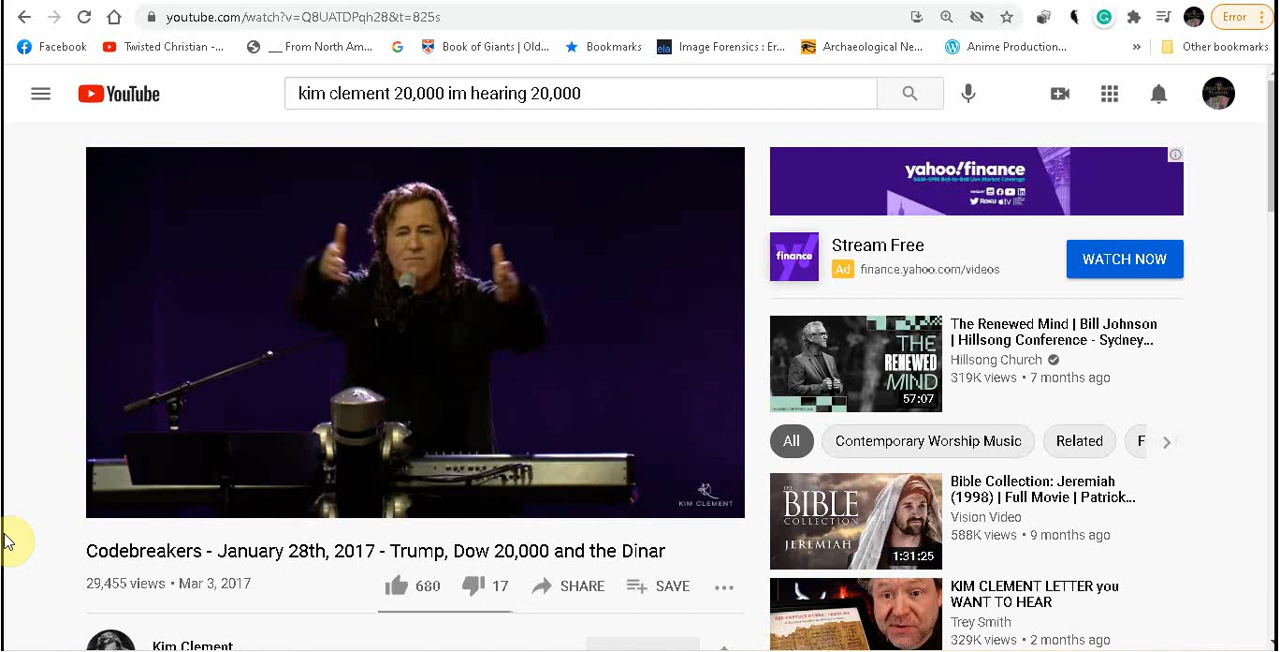 youtube.com/watch?v=Q8UATDPqh28&t=825s
Error
Facebook
Twisted Christian -...
__ From North Am...
Book of Giants | Old...
Bookmarks
ela
Image Forensics : Er...
Archaeological Ne...
Anime Production...
»
Other bookmarks
YouTube
kim clement 20,000 im hearing 20,000
KIM CLEMENT
Codebreakers - January 28th, 2017 - Trump, Dow 20,000 and the Dinar
29,455 views • Mar 3, 2017
680
17
SHARE
SAVE
Kim Clement
yahoo!finance
Roku
tv
finance
Stream Free
Ad finance.yahoo.com/videos
WATCH NOW
THE
RENEWED
MIND
57:07
The Renewed Mind | Bill Johnson
| Hillsong Conference - Sydney...
Hillsong Church
319K views • 7 months ago
All
Contemporary Worship Music
Related
F
THE
BIBLE
COLLECTION
JEREMIAH
1:31:25
Bible Collection: Jeremiah
(1998) | Full Movie | Patrick...
Vision Video
588K views • 9 months ago
KIM CLEMENT LETTER you
WANT TO HEAR
Trey Smith
329K views • 2 months ago